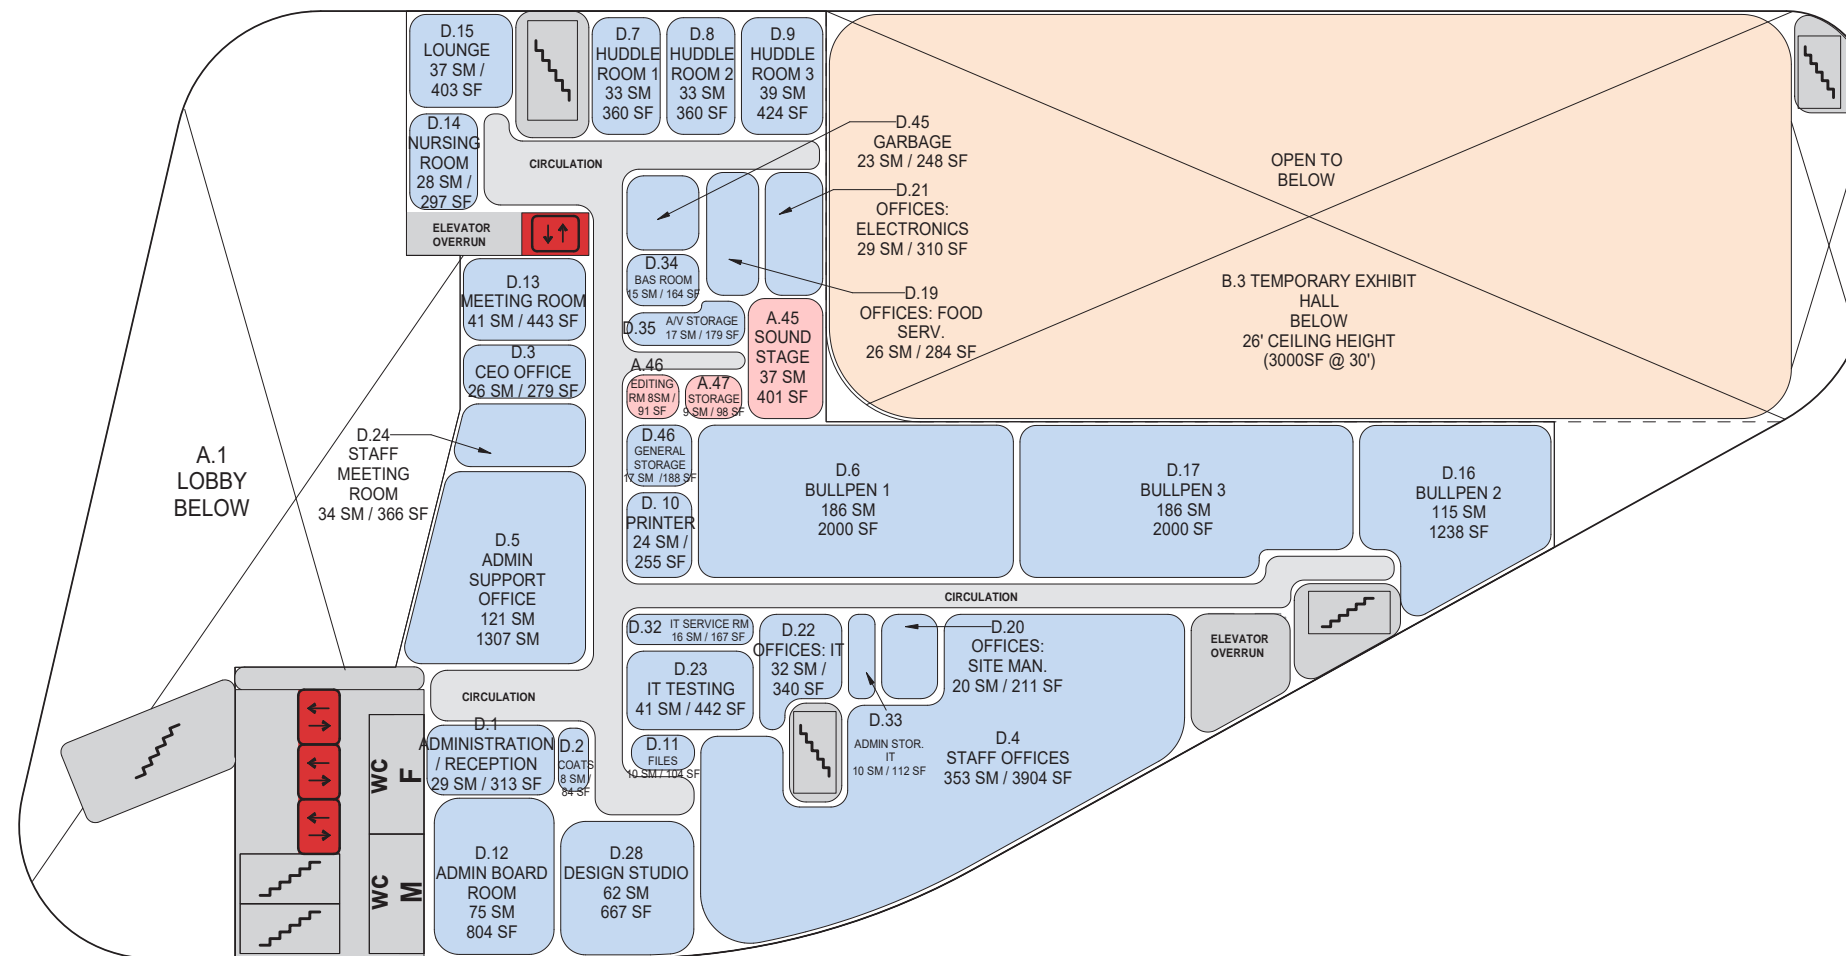 D.15
LOUNGE
37 SM /
403 SF
D.7
HUDDLE
ROOM 1
33 SM
360 SF
D.8
HUDDLE
ROOM 2
33 SM
360 SF
D.9
HUDDLE
ROOM 3
39 SM
424 SF
D.14
NURSING
ROOM
28 SM /
297 SF
CIRCULATION
D.45
GARBAGE
23 SM / 248 SF
OPEN TO
BELOW
D.21
OFFICES:
ELECTRONICS
29 SM / 310 SF
ELEVATOR
OVERRUN
D.34
BAS ROOM
15 SM / 164 SF
D.13
MEETING ROOM
41 SM / 443 SF
D.19
OFFICES: FOOD
SERV.
26 SM / 284 SF
B.3 TEMPORARY EXHIBIT
HALL
BELOW
26' CEILING HEIGHT
(3000SF @ 30')
D.35
A/V STORAGE
17 SM / 179 SF
A.45
SOUND
STAGE
37 SM
401 SF
D.3
CEO OFFICE
26 SM / 279 SF
A.46
EDITING
RM 8SM /
91 SF
A.47
STORAGE
9 SM / 98 SF
D.24
STAFF
MEETING
ROOM
34 SM / 366 SF
A.1
LOBBY
BELOW
D.46
GENERAL
STORAGE
17 SM /188 SF
D.6
BULLPEN 1
186 SM
2000 SF
D.17
BULLPEN 3
186 SM
2000 SF
D.16
BULLPEN 2
115 SM
1238 SF
D. 10
PRINTER
24 SM /
255 SF
D.5
ADMIN
SUPPORT
OFFICE
121 SM
1307 SM
CIRCULATION
D.32
IT SERVICE RM
16 SM / 167 SF
D.22
OFFICES: IT
32 SM /
340 SF
D.20
OFFICES:
SITE MAN.
20 SM / 211 SF
ELEVATOR
OVERRUN
D.23
IT TESTING
41 SM / 442 SF
CIRCULATION
D.33
ADMIN STOR.
IT
10 SM / 112 SF
D.4
STAFF OFFICES
353 SM / 3904 SF
D.1
ADMINISTRATION
/ RECEPTION
29 SM / 313 SF
D.2
COATS
8 SM /
84 SF
D.11
FILES
10 SM / 104 SF
WC
F
WC
M
D.12
ADMIN BOARD
ROOM
75 SM
804 SF
D.28
DESIGN STUDIO
62 SM
667 SF